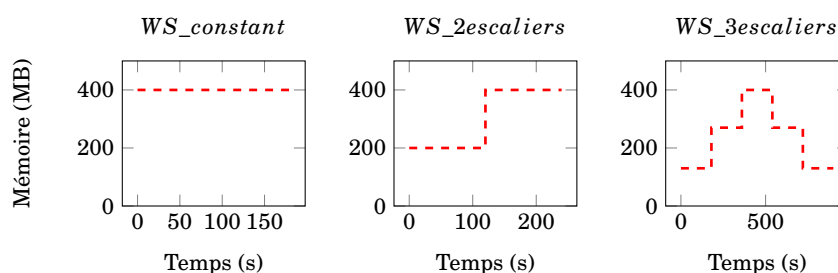 WS_constant
WS_2escaliers
WS_3escaliers
Mémoire (MB)
400
200
0
0 50 100 150
Temps (s)
400
200
0
0 100 200
Temps (s)
400
200
0
0 500
Temps (s)